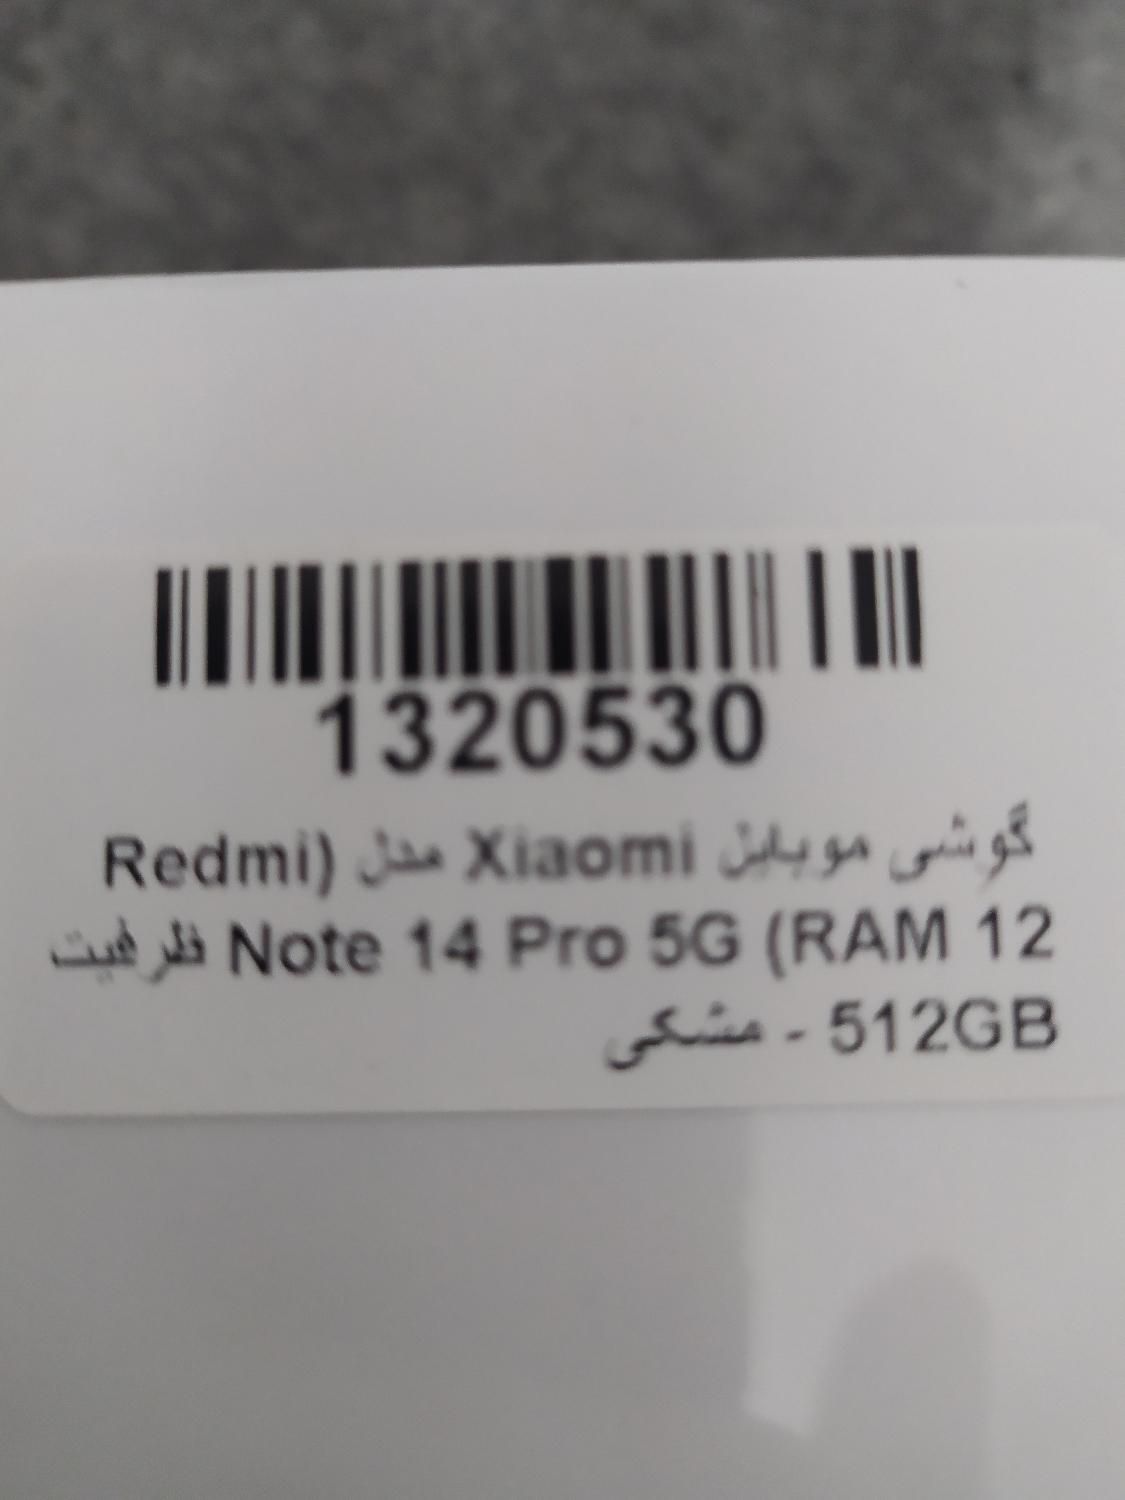 1320530
گوشی موبایل Xiaomi مدل (Redmi
Note 14 Pro 5G (RAM 12 ظرفیت
512GB - مشکی